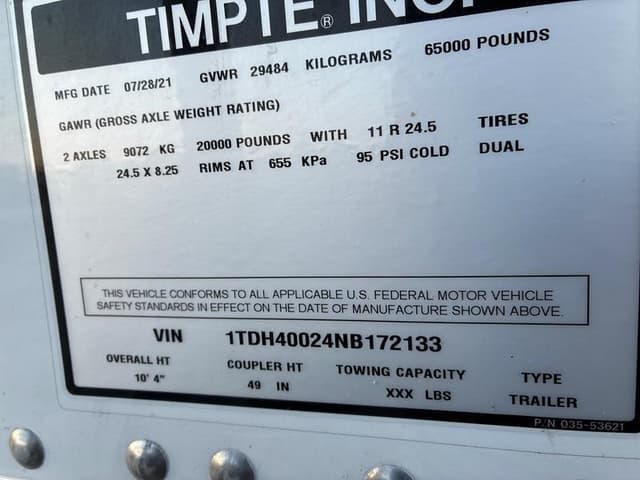 TIMPTE® INC.
MFG DATE 07/28/21 GVWR 29484 KILOGRAMS 65000 POUNDS
GAWR (GROSS AXLE WEIGHT RATING)
2 AXLES 9072 KG 20000 POUNDS WITH 11 R 24.5 TIRES
24.5 X 8.25 RIMS AT 655 KPa 95 PSI COLD DUAL
THIS VEHICLE CONFORMS TO ALL APPLICABLE U.S. FEDERAL MOTOR VEHICLE
SAFETY STANDARDS IN EFFECT ON THE DATE OF MANUFACTURE SHOWN ABOVE.
VIN 1TDH40024NB172133
OVERALL HT COUPLER HT TOWING CAPACITY TYPE
10' 4" 49 IN XXX LBS TRAILER
P/N 035-53621